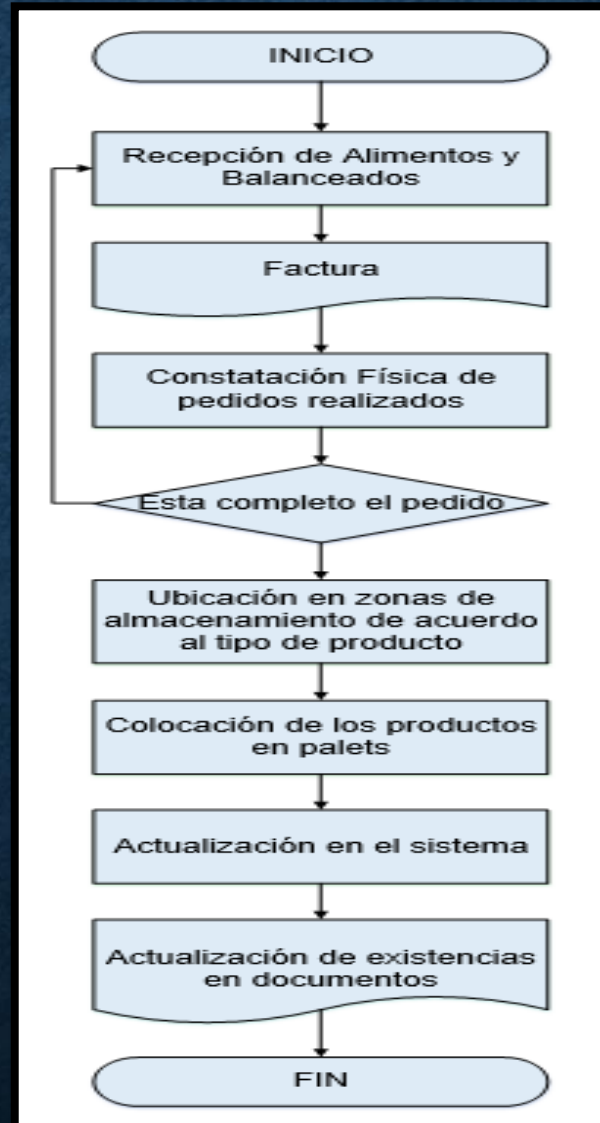 INICIO
Recepción de Alimentos y
Balanceados
Factura
Constatación Física de
pedidos realizados
Esta completo el pedido
Ubicación en zonas de
almacenamiento de acuerdo
al tipo de producto
Colocación de los productos
en palets
Actualización en el sistema
Actualización de existencias
en documentos
FIN